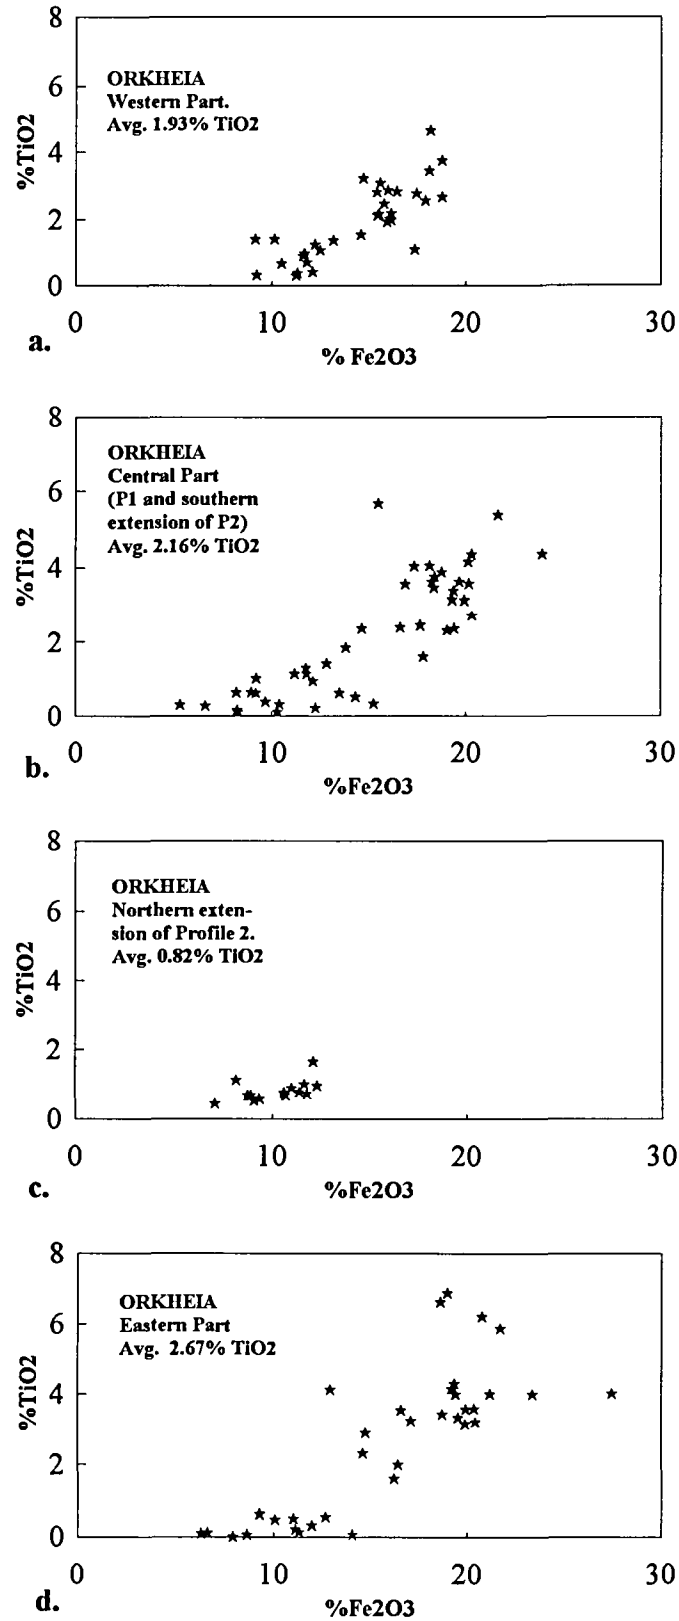 8
ORKHEIA
Western Part.
Avg. 1.93% TiO2
6
4
2
0
%TiO2
0 10 20 30
a.
% Fe2O3
8
ORKHEIA
Central Part
(P1 and southern
extension of P2)
Avg. 2.16% TiO2
6
4
2
0
%TiO2
0 10 20 30
b.
%Fe2O3
8
ORKHEIA
Northern exten-
sion of Profile 2.
Avg. 0.82% TiO2
6
4
2
0
%TiO2
0 10 20 30
c.
%Fe2O3
8
ORKHEIA
Eastern Part
Avg. 2.67% TiO2
6
4
2
0
%TiO2
0 10 20 30
d.
%Fe2O3